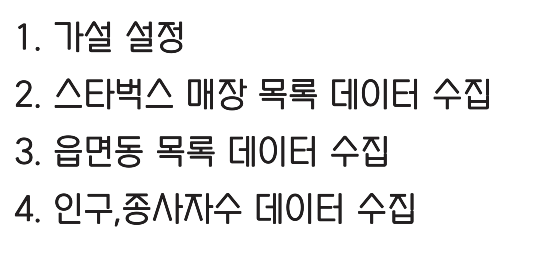 1. 가설 설정
2. 스타벅스 매장 목록 데이터 수집
3. 읍면동 목록 데이터 수집
4. 인구,종사자수 데이터 수집